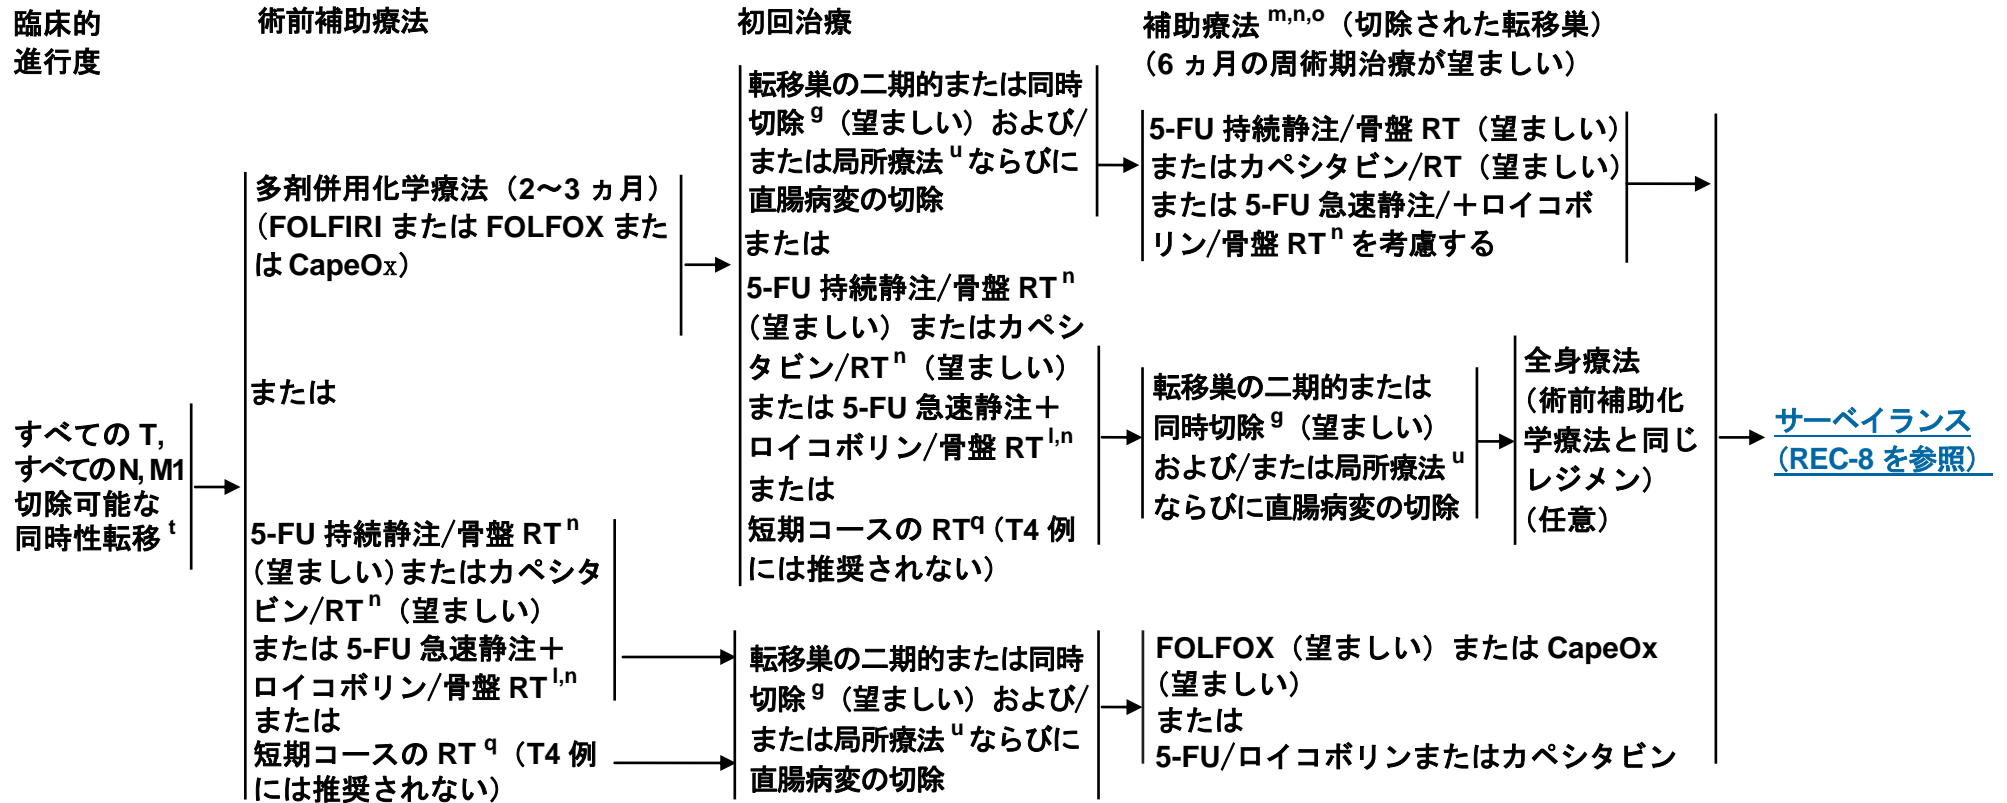 臨床的
進行度
術前補助療法
初回治療
補助療法 m,n,o（切除された転移巣）
（6 ヵ月の周術期治療が望ましい）
すべての T,
すべてのN, M1
切除可能な
同時性転移 t
多剤併用化学療法（2〜3 ヵ月）
（FOLFIRI または FOLFOX また
は CapeOx）
または
5-FU 持続静注/骨盤 RT n
（望ましい）またはカペシタ
ビン/RT n（望ましい）
または 5-FU 急速静注＋
ロイコボリン/骨盤 RT l,n
または
短期コースの RT q（T4 例
には推奨されない）
転移巣の二期的または同時
切除 g（望ましい）および/
または局所療法 u ならびに
直腸病変の切除
または
5-FU 持続静注/骨盤 RT n
（望ましい）またはカペシ
タビン/RT n（望ましい）
または 5-FU 急速静注＋
ロイコボリン/骨盤 RT l,n
または
短期コースの RT q（T4 例
には推奨されない）
転移巣の二期的または同時
切除 g（望ましい）および/
または局所療法 u ならびに
直腸病変の切除
5-FU 持続静注/骨盤 RT（望ましい）
またはカペシタビン/RT（望ましい）
または 5-FU 急速静注/＋ロイコボ
リン/骨盤 RT n を考慮する
転移巣の二期的または
同時切除 g（望ましい）
および/または局所療法 u
ならびに直腸病変の切除
全身療法
（術前補助化
学療法と同じ
レジメン）
（任意）
FOLFOX（望ましい）または CapeOx
（望ましい）
または
5-FU/ロイコボリンまたはカペシタビン
サーベイランス
（REC-8 を参照）